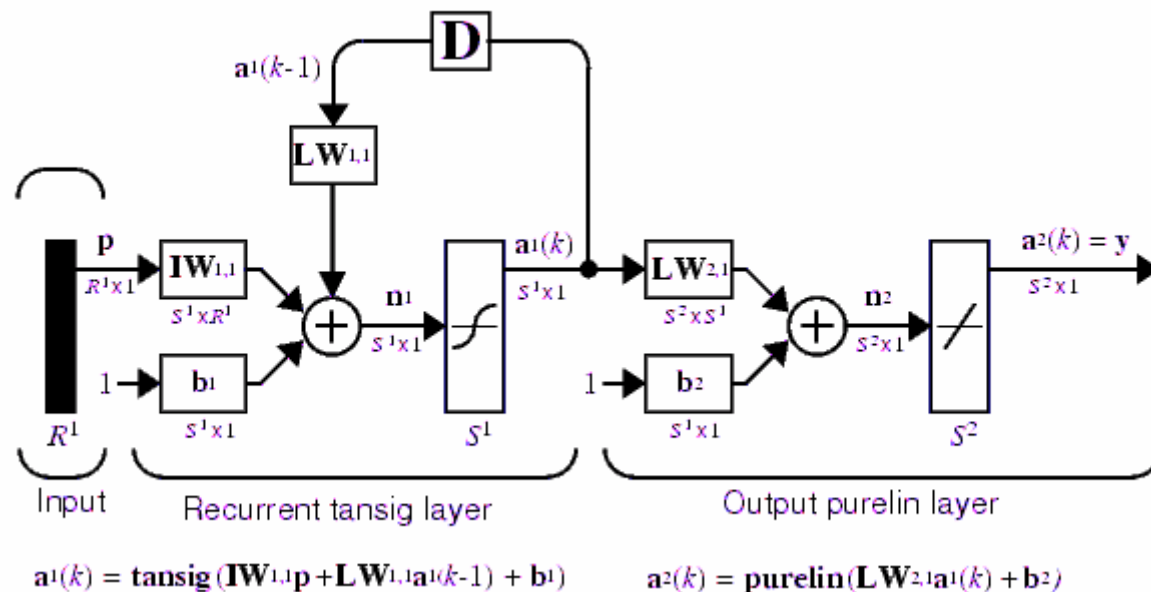 D
a¹(k-1)
LW1,1
p
R¹x1
IW1,1
S¹xR¹
1
b1
S¹x1
n1
S¹x1
a¹(k)
S¹x1
LW2,1
S²xS¹
1
b2
S¹x1
n2
S²x1
a²(k) = y
S²x1
R¹
S¹
S²
Input
Recurrent tansig layer
Output purelin layer
a¹(k) = tansig (IW1,1p +LW1,1a¹(k-1) + b¹)
a²(k) = purelin(LW2,1a¹(k) + b²)